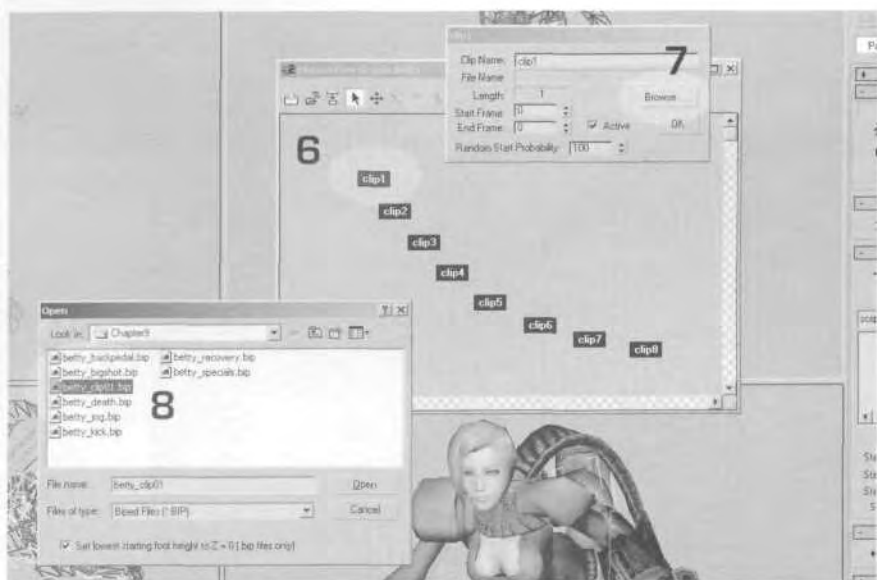 clip1
Clip Name: clip1
File Name:
Length: 1
Browse
Start Frame: 0
End Frame: 0
Active
OK
Random Start Probability: 100
7
6
clip1
clip2
clip3
clip4
clip5
clip6
clip7
clip8
Open
Look in: Chapter9
betty_backpedal.bip
betty_bigshot.bip
betty_clip01.bip
betty_death.bip
betty_jog.bip
betty_kick.bip
betty_recovery.bip
betty_specials.bip
8
File name: betty_clip01
Open
Files of type: Biped Files (*.BIP)
Cancel
Set lowest starting foot height to Z = 0 (.bip files only)